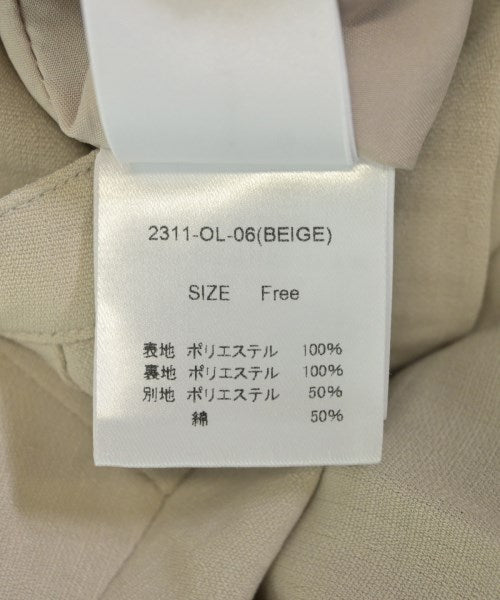 2311-OL-06(BEIGE)
SIZE Free
表地 ポリエステル 100%
裏地 ポリエステル 100%
別地 ポリエステル 50%
綿 50%